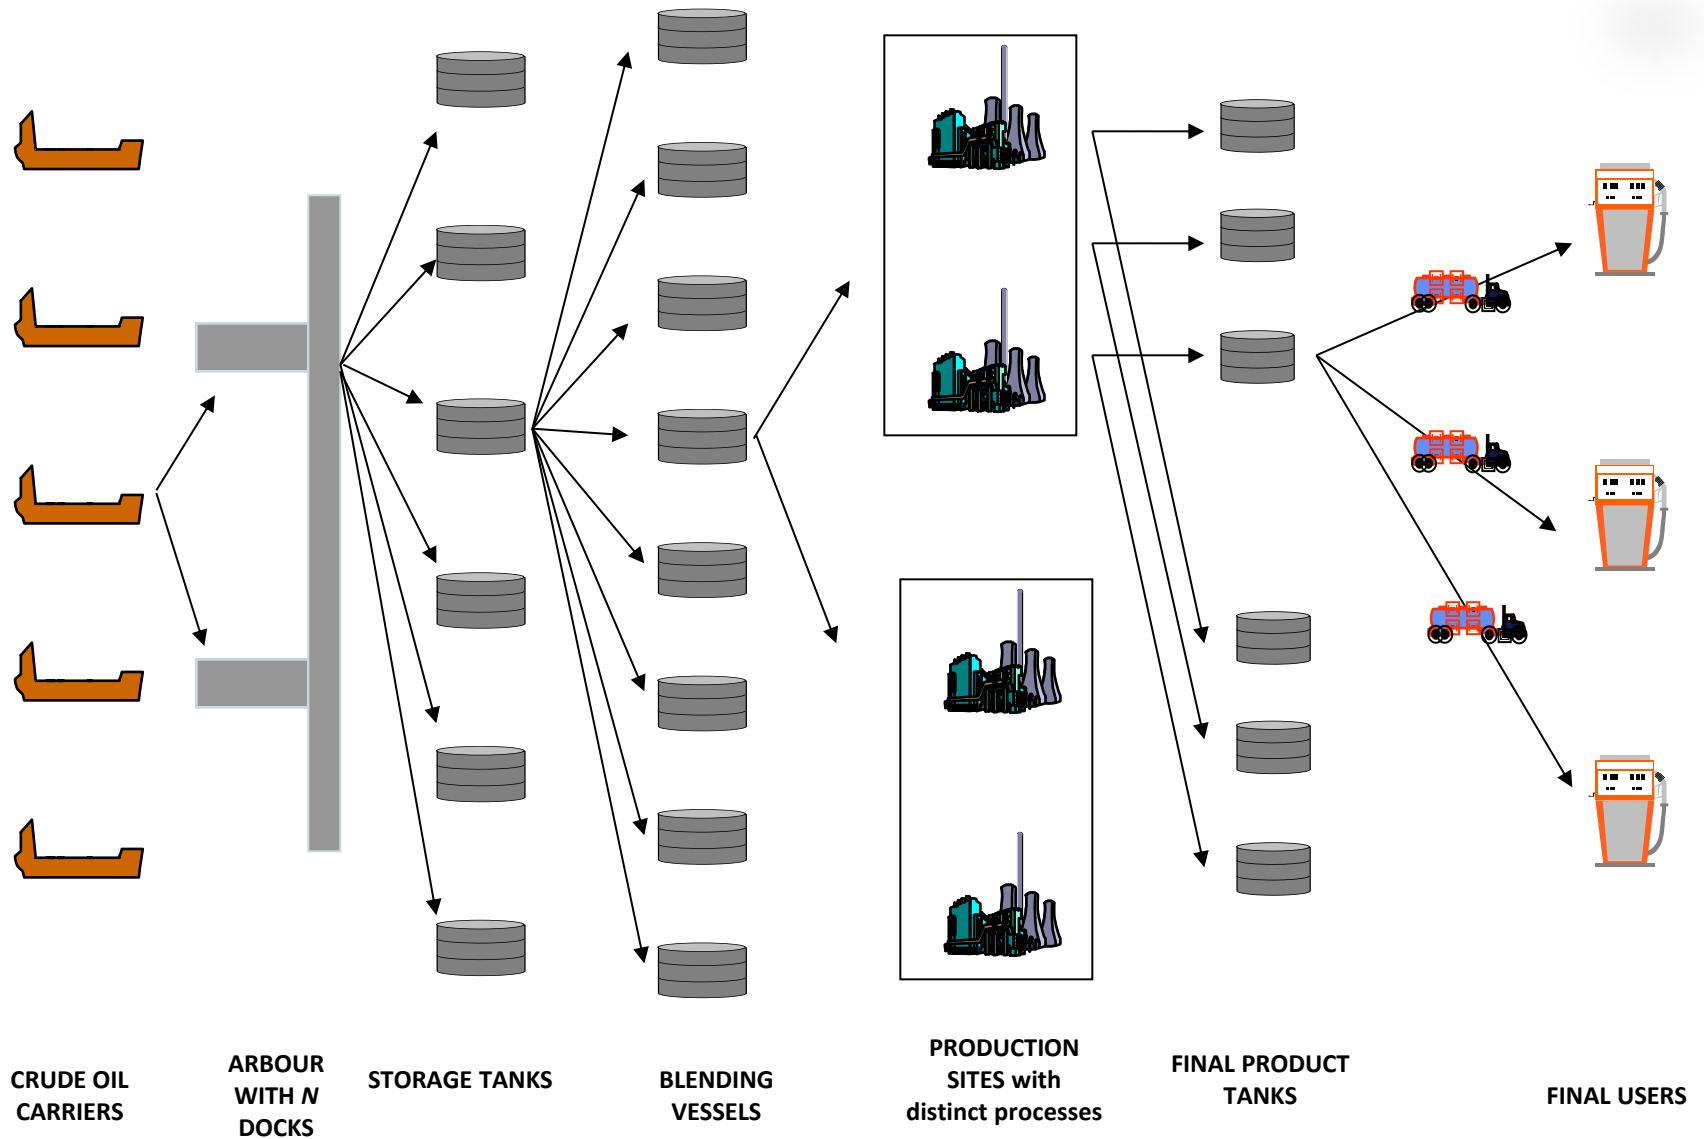 CRUDE OIL
CARRIERS
ARBOUR
WITH N
DOCKS
STORAGE TANKS
BLENDING
VESSELS
PRODUCTION
SITES with
distinct processes
FINAL PRODUCT
TANKS
FINAL USERS